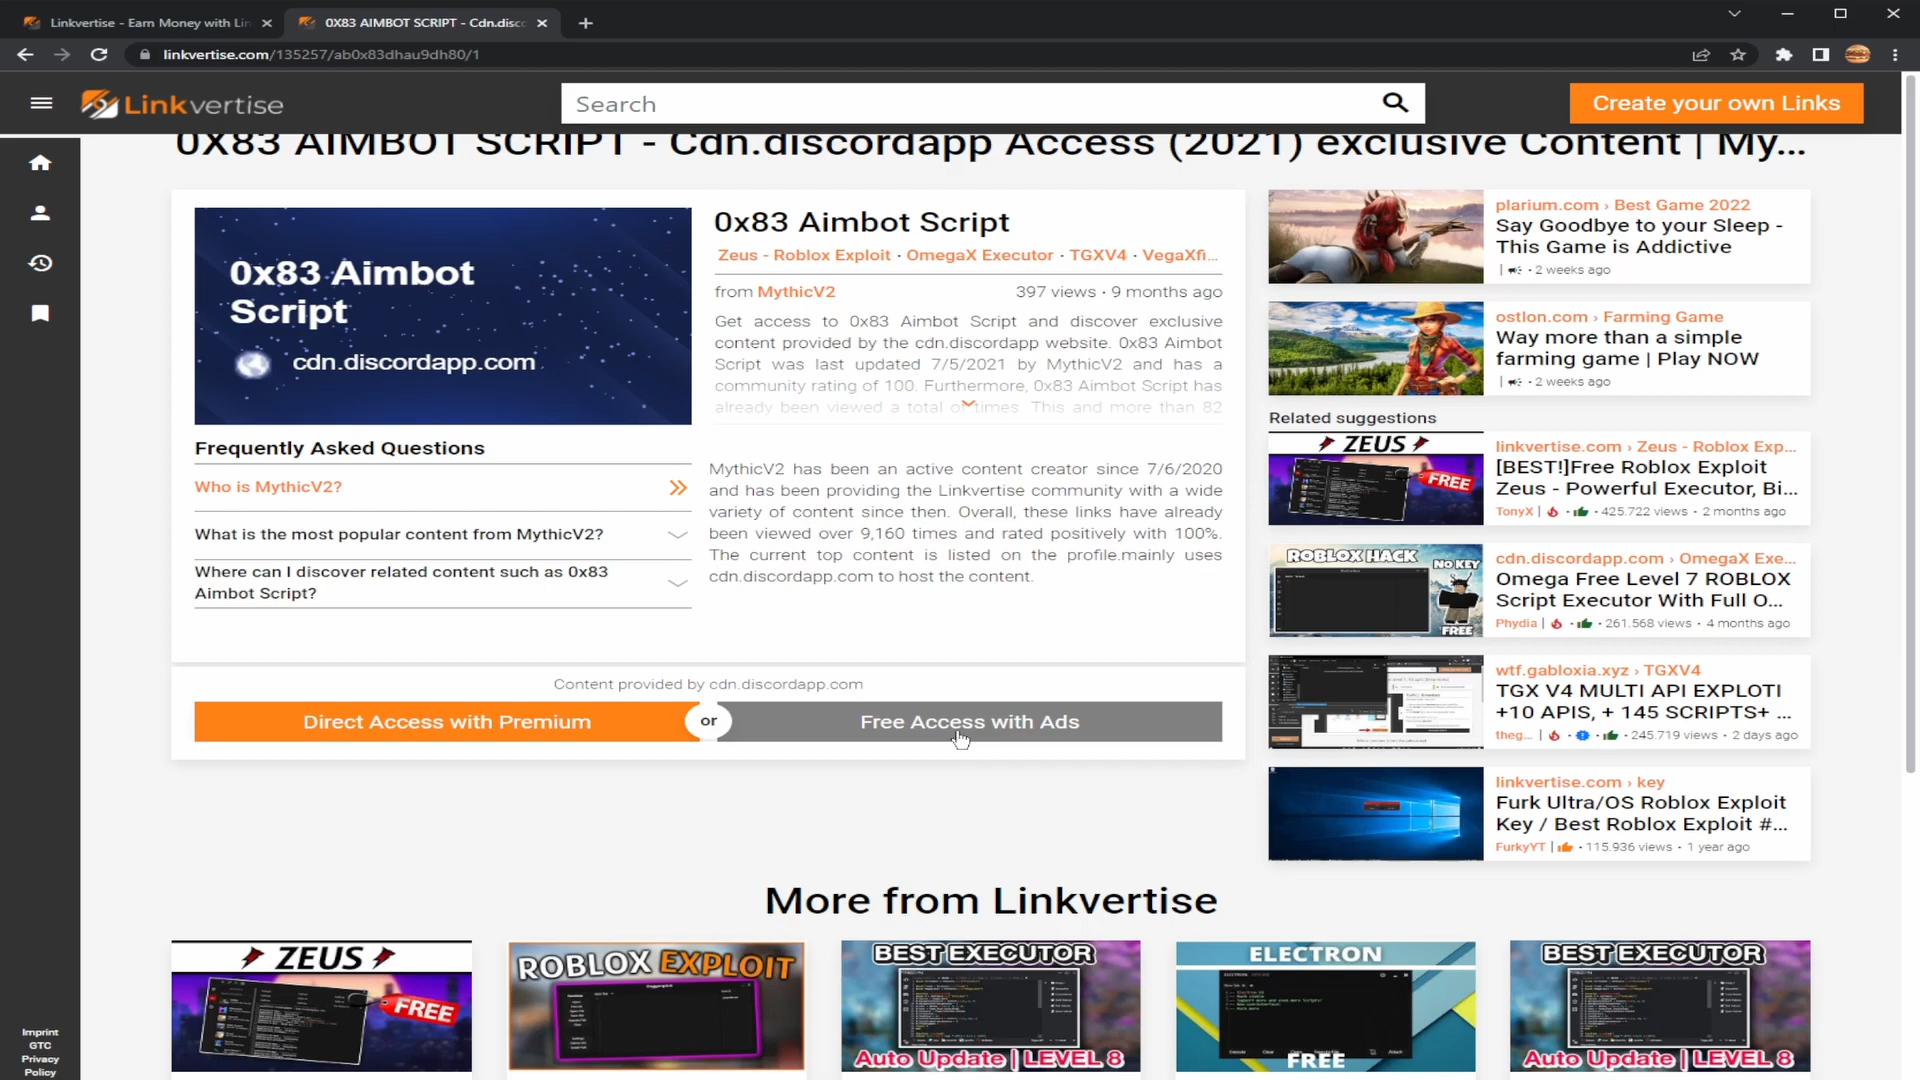 Linkvertise - Earn Money with Lin
0X83 AIMBOT SCRIPT - Cdn.disc
linkvertise.com/135257/ab0x83dhau9dh80/1
Linkvertise
Search
Create your own Links
0X83 AIMBOT SCRIPT - Cdn.discordapp Access (2021) exclusive Content | My...
0x83 Aimbot
Script
cdn.discordapp.com
Frequently Asked Questions
Who is MythicV2?
What is the most popular content from MythicV2?
Where can I discover related content such as 0x83
Aimbot Script?
0x83 Aimbot Script
Zeus - Roblox Exploit · OmegaX Executor · TGXV4 · VegaXfi...
from MythicV2
397 views · 9 months ago
Get access to 0x83 Aimbot Script and discover exclusive
content provided by the cdn.discordapp website. 0x83 Aimbot
Script was last updated 7/5/2021 by MythicV2 and has a
community rating of 100. Furthermore, 0x83 Aimbot Script has
already been viewed a total of times. This and more than 82
MythicV2 has been an active content creator since 7/6/2020
and has been providing the Linkvertise community with a wide
variety of content since then. Overall, these links have already
been viewed over 9,160 times and rated positively with 100%.
The current top content is listed on the profile.mainly uses
cdn.discordapp.com to host the content.
Content provided by cdn.discordapp.com
Direct Access with Premium
or
Free Access with Ads
plarium.com › Best Game 2022
Say Goodbye to your Sleep -
This Game is Addictive
| · 2 weeks ago
ostlon.com › Farming Game
Way more than a simple
farming game | Play NOW
| · 2 weeks ago
Related suggestions
ZEUS
FREE
linkvertise.com › Zeus - Roblox Exp...
[BEST!]Free Roblox Exploit
Zeus - Powerful Executor, Bi...
TonyX | · 425.722 views · 2 months ago
ROBLOX HACK
NO KEY
FREE
cdn.discordapp.com › OmegaX Exe...
Omega Free Level 7 ROBLOX
Script Executor With Full O...
Phydia | · 261.568 views · 4 months ago
wtf.gabloxia.xyz › TGXV4
TGX V4 MULTI API EXPLOTI
+10 APIS, + 145 SCRIPTS+ ...
theg... | · 245.719 views · 2 days ago
linkvertise.com › key
Furk Ultra/OS Roblox Exploit
Key / Best Roblox Exploit #...
FurkyYT | · 115.936 views · 1 year ago
More from Linkvertise
ZEUS
FREE
ROBLOX EXPLOIT
BEST EXECUTOR
Auto Update | LEVEL 8
ELECTRON
FREE
BEST EXECUTOR
Auto Update | LEVEL 8
Imprint
GTC
Privacy
Policy